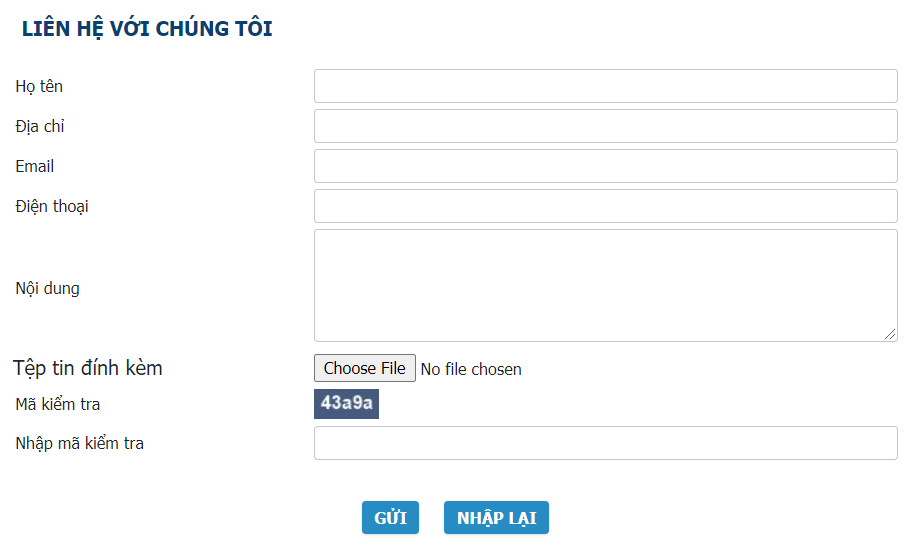 LIÊN HỆ VỚI CHÚNG TÔI
Họ tên
Địa chỉ
Email
Điện thoại
Nội dung
Tệp tin đính kèm Choose File No file chosen
Mã kiểm tra 43a9a
Nhập mã kiểm tra
GỬI NHẬP LẠI